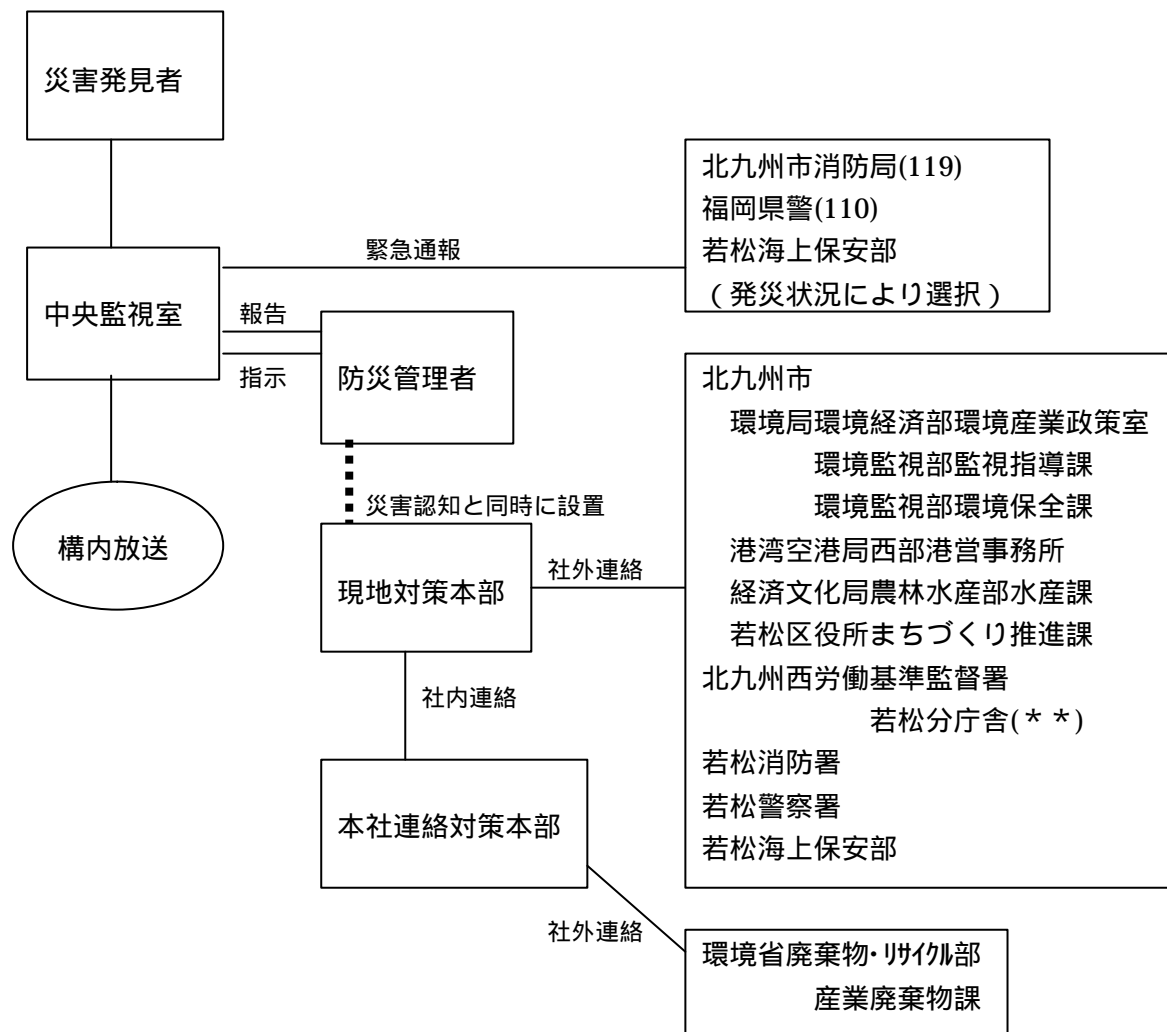 災害発見者
北九州市消防局(119)
福岡県警(110)
若松海上保安部
(発災状況により選択)
緊急通報
中央監視室
報告
指示
防災管理者
災害認知と同時に設置
構内放送
現地対策本部
社外連絡
北九州市
環境局環境経済部環境産業政策室
環境監視部監視指導課
環境監視部環境保全課
港湾空港局西部港営事務所
経済文化局農林水産部水産課
若松区役所まちづくり推進課
北九州西労働基準監督署
若松分庁舎(**)
若松消防署
若松警察署
若松海上保安部
社内連絡
本社連絡対策本部
社外連絡
環境省廃棄物・ﾘｻｲｸﾙ部
産業廃棄物課